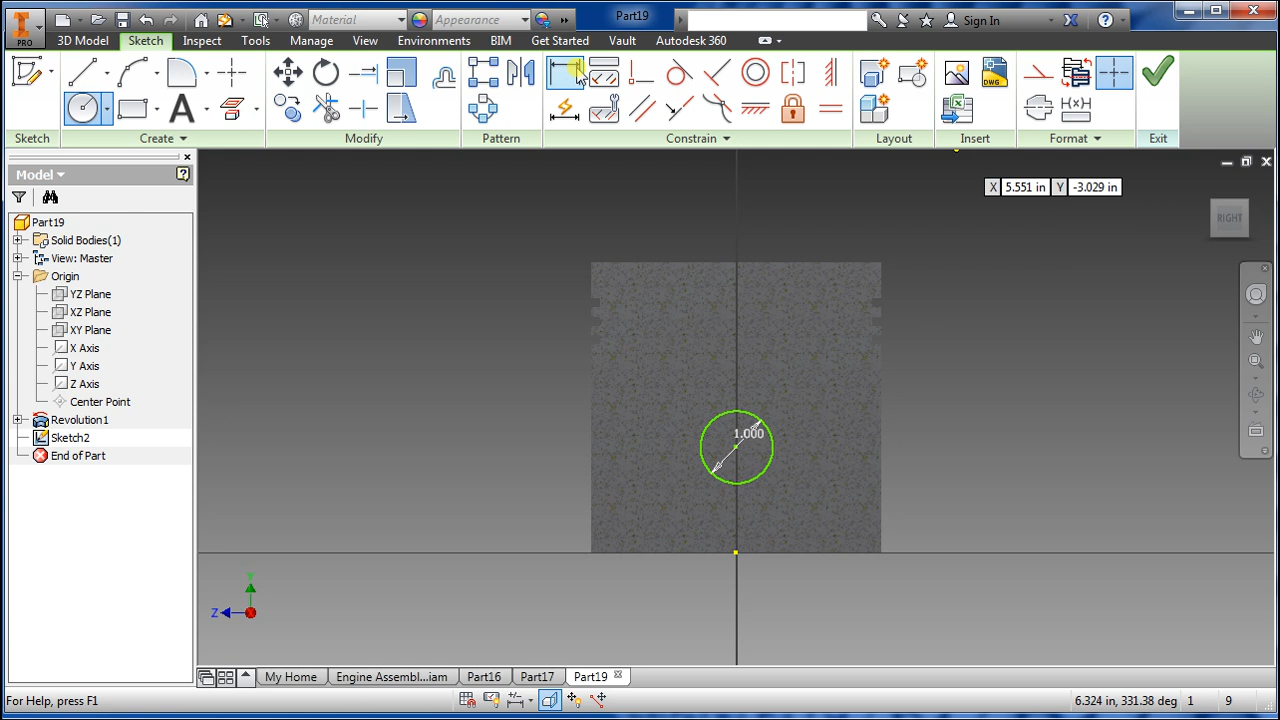 PRO
Material
Appearance
Part19
Sign In
3D Model
Sketch
Inspect
Tools
Manage
View
Environments
BIM
Get Started
Vault
Autodesk 360
DWG
H(x)
Sketch
Create
Modify
Pattern
Constrain
Layout
Insert
Format
Exit
Model
Part19
Solid Bodies(1)
View: Master
Origin
YZ Plane
XZ Plane
XY Plane
X Axis
Y Axis
Z Axis
Center Point
Revolution1
Sketch2
End of Part
X 5.551 in Y -3.029 in
RIGHT
1.000
Y
Z
My Home
Engine Assembl...iam
Part16
Part17
Part19
For Help, press F1
6.324 in, 331.38 deg 1 9